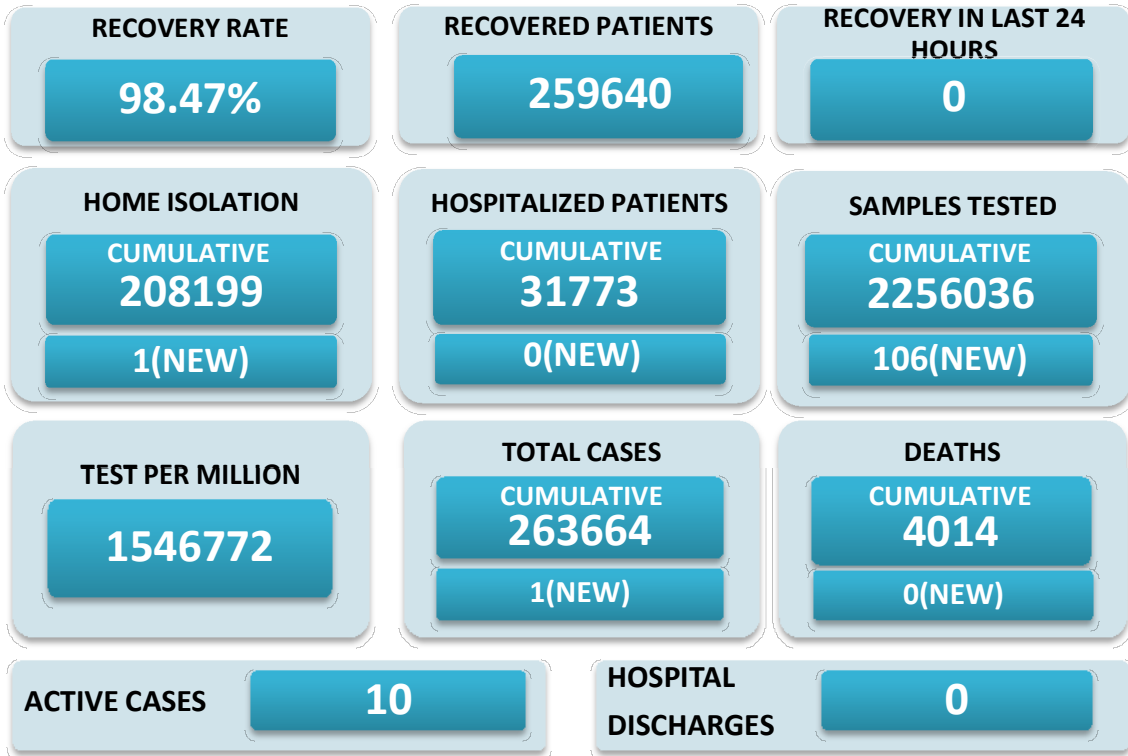 RECOVERY RATE
98.47%
RECOVERED PATIENTS
259640
RECOVERY IN LAST 24
HOURS
0
HOME ISOLATION
CUMULATIVE
208199
1(NEW)
HOSPITALIZED PATIENTS
CUMULATIVE
31773
0(NEW)
SAMPLES TESTED
CUMULATIVE
2256036
106(NEW)
TEST PER MILLION
1546772
TOTAL CASES
CUMULATIVE
263664
1(NEW)
DEATHS
CUMULATIVE
4014
0(NEW)
ACTIVE CASES
10
HOSPITAL
DISCHARGES
0